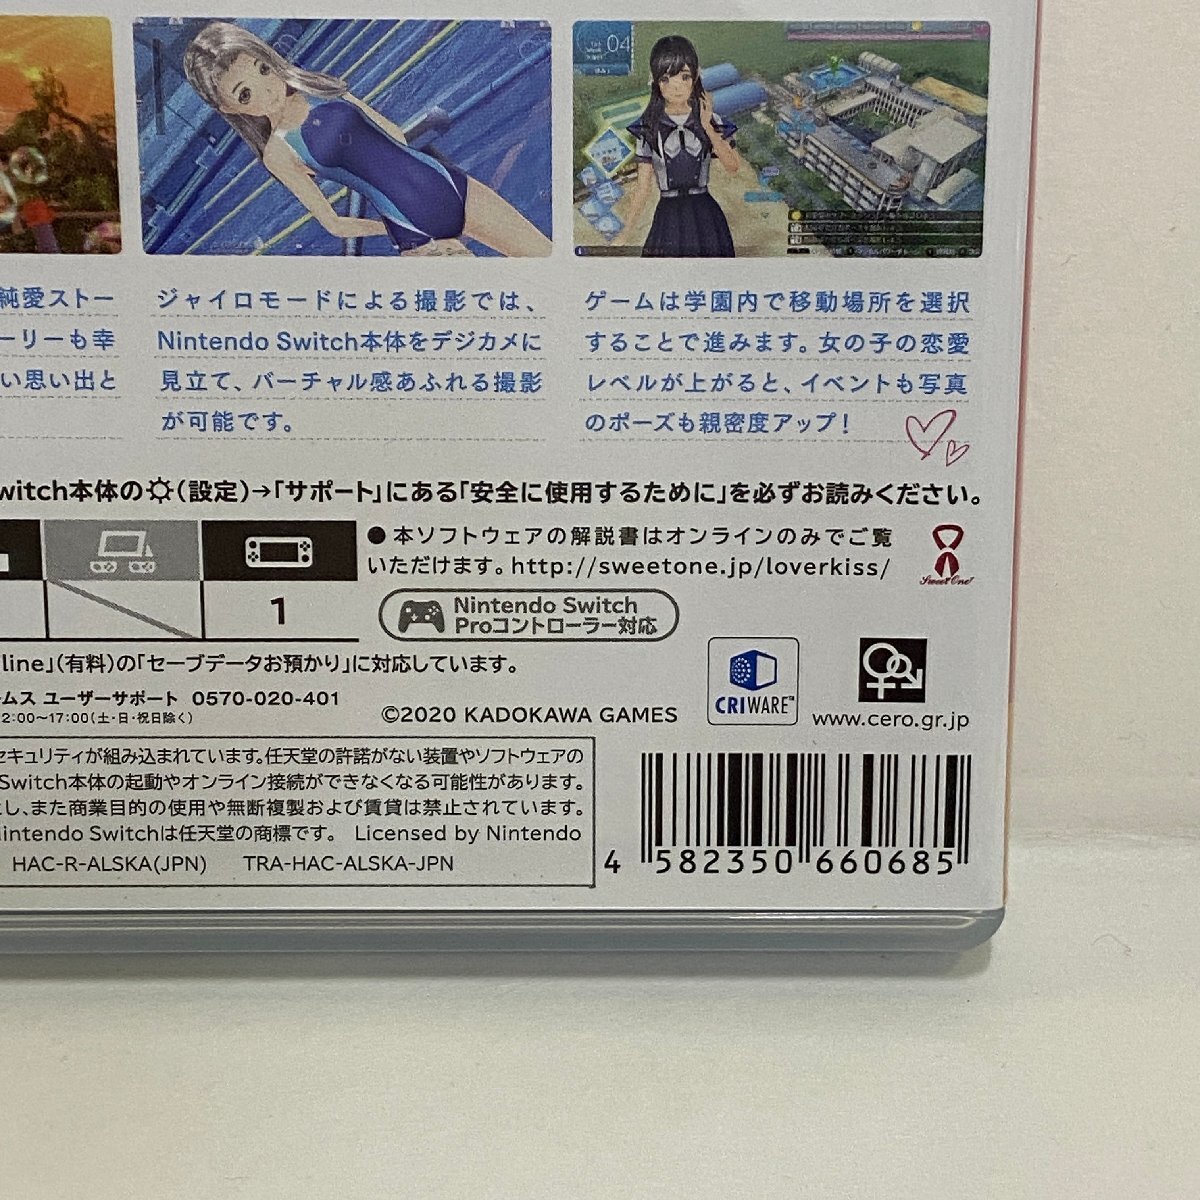 04
純愛ストー
ーリーも幸
い思い出と
ジャイロモードによる撮影では、
Nintendo Switch本体をデジカメに
見立て、バーチャル感あふれる撮影
が可能です。
ゲームは学園内で移動場所を選択
することで進みます。女の子の恋愛
レベルが上がると、イベントも写真
のポーズも親密度アップ!
witch本体の(設定)→「サポート」にある「安全に使用するために」を必ずお読みください。
1
●本ソフトウェアの解説書はオンラインのみでご覧
いただけます。http://sweetone.jp/loverkiss/
Sweet One!
Nintendo Switch
Proコントローラー対応
line」(有料)の「セーブデータお預かり」に対応しています。
ームス ユーザーサポート 0570-020-401
2:00〜17:00(土・日・祝日除く)
©2020 KADOKAWA GAMES
CRIWARE™
www.cero.gr.jp
セキュリティが組み込まれています。任天堂の許諾がない装置やソフトウェアの
Switch本体の起動やオンライン接続ができなくなる可能性があります。
とし、また商業目的の使用や無断複製および賃貸は禁止されています。
Nintendo Switchは任天堂の商標です。 Licensed by Nintendo
HAC-R-ALSKA(JPN) TRA-HAC-ALSKA-JPN
4 582350 660685